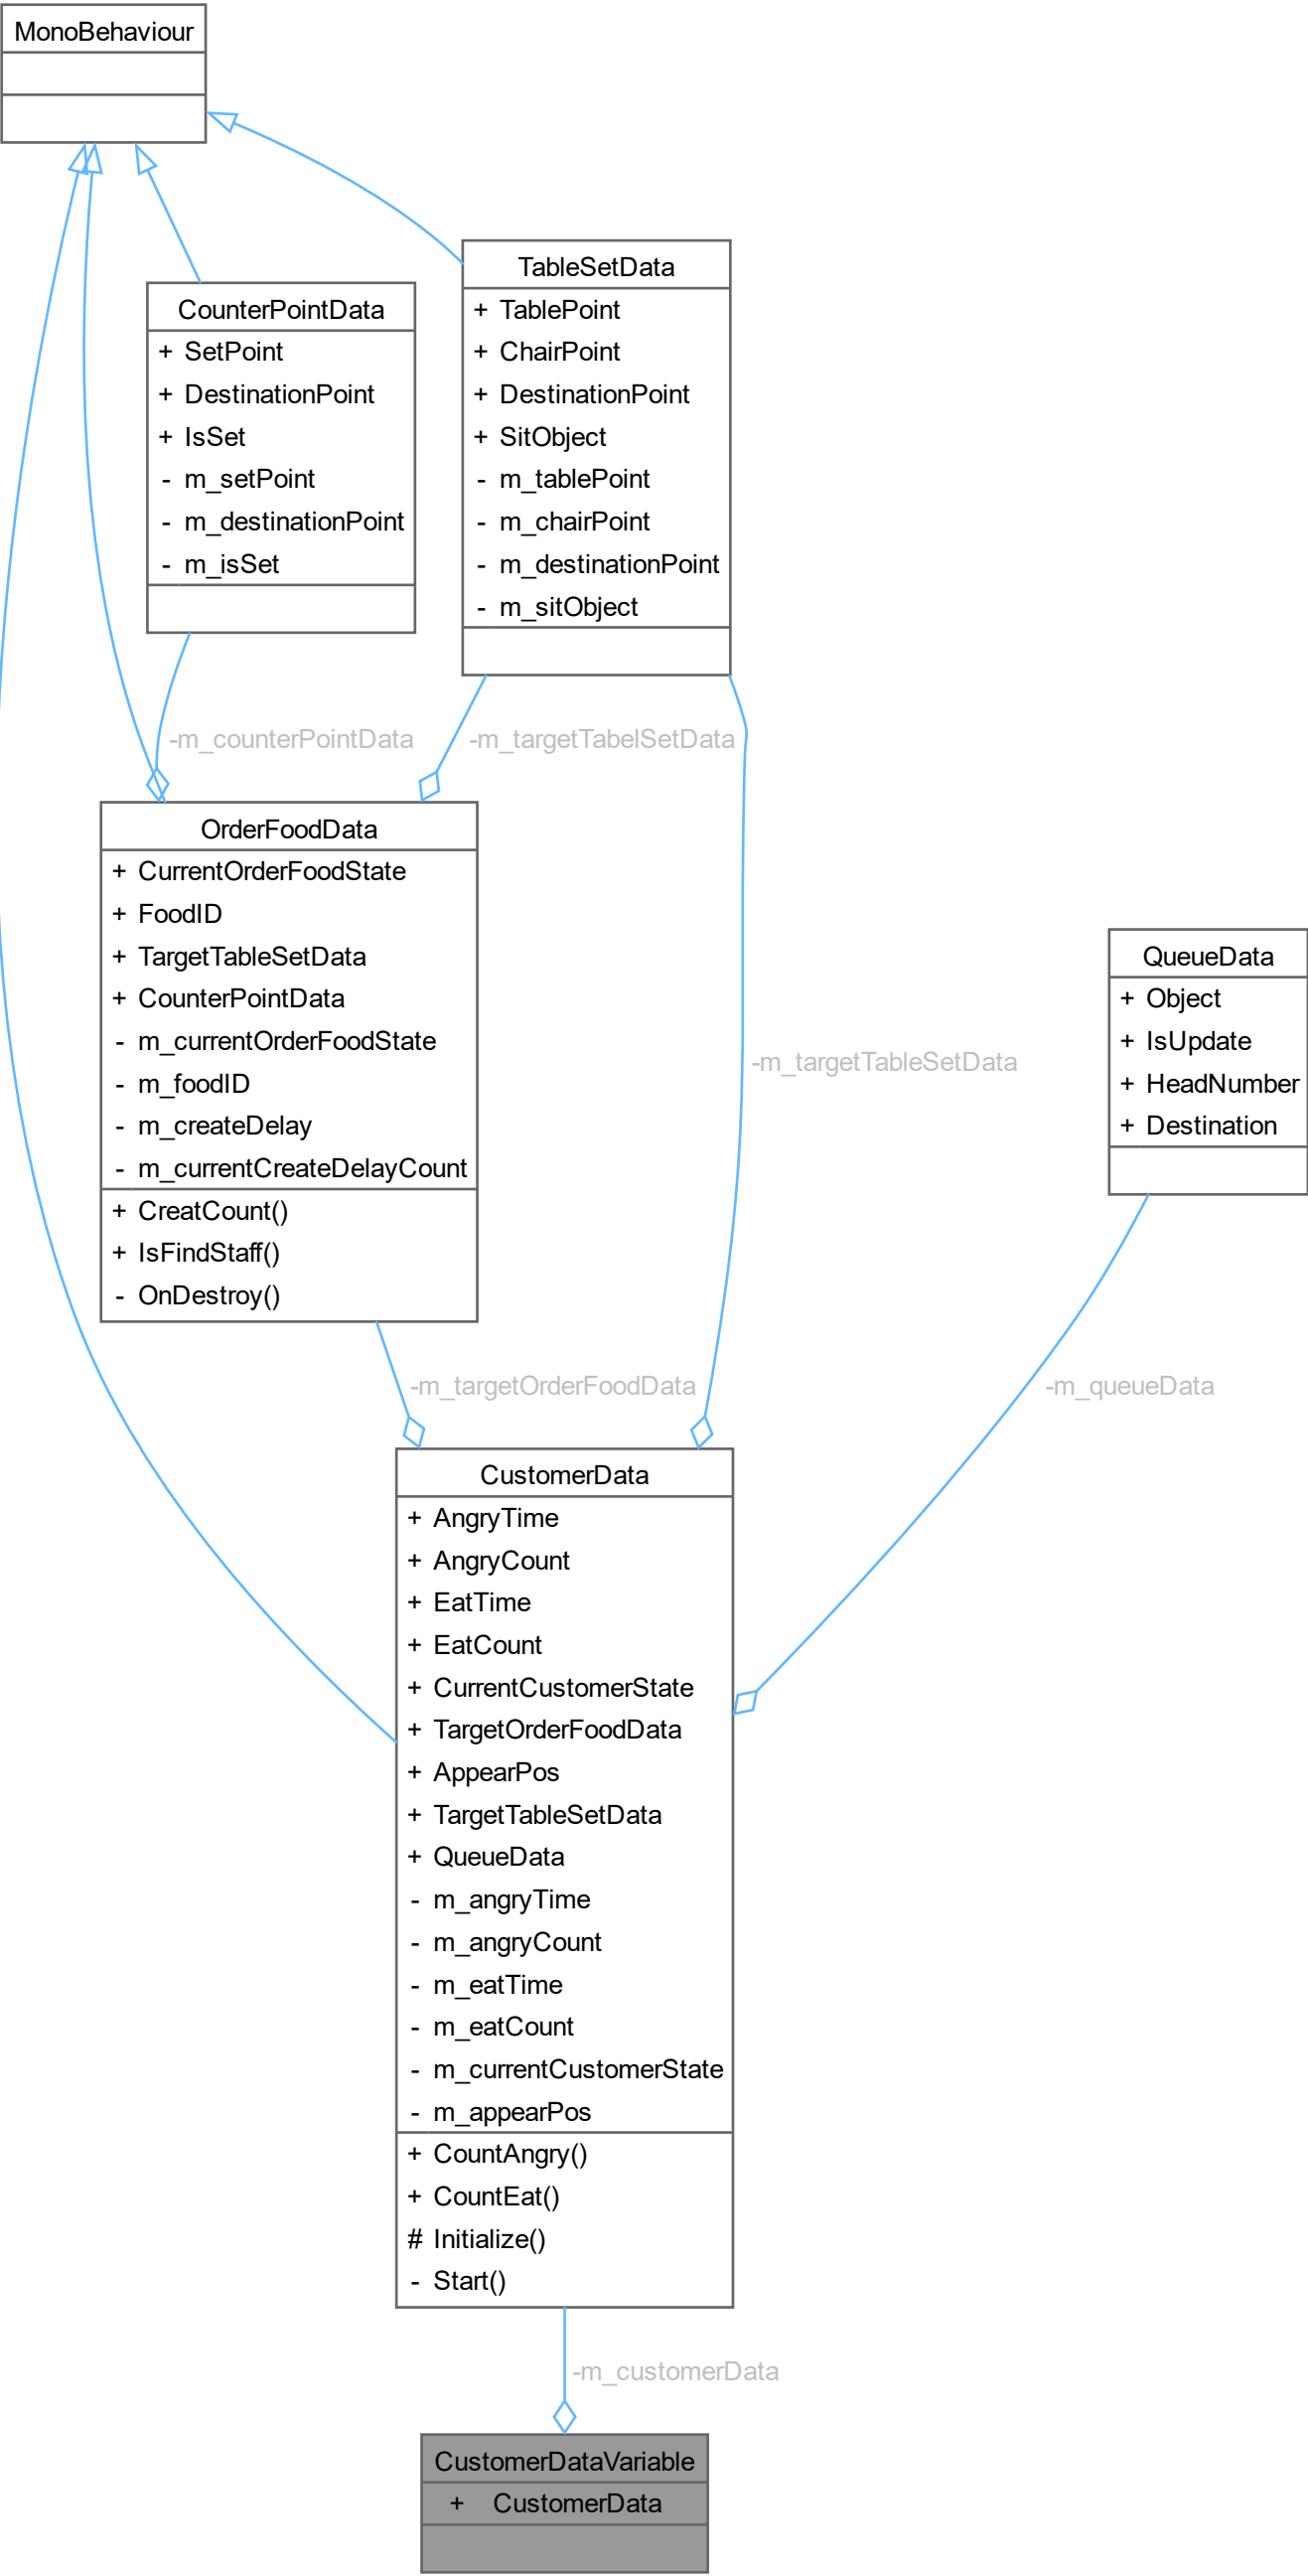 MonoBehaviour
TableSetData
+ TablePoint
+ ChairPoint
+ DestinationPoint
+ SitObject
- m_tablePoint
- m_chairPoint
- m_destinationPoint
- m_sitObject
CounterPointData
+ SetPoint
+ DestinationPoint
+ IsSet
- m_setPoint
- m_destinationPoint
- m_isSet
-m_counterPointData
-m_targetTabelSetData
OrderFoodData
+ CurrentOrderFoodState
+ FoodID
+ TargetTableSetData
+ CounterPointData
- m_currentOrderFoodState
- m_foodID
- m_createDelay
- m_currentCreateDelayCount
+ CreatCount()
+ IsFindStaff()
- OnDestroy()
-m_targetTableSetData
QueueData
+ Object
+ IsUpdate
+ HeadNumber
+ Destination
-m_targetOrderFoodData
-m_queueData
CustomerData
+ AngryTime
+ AngryCount
+ EatTime
+ EatCount
+ CurrentCustomerState
+ TargetOrderFoodData
+ AppearPos
+ TargetTableSetData
+ QueueData
- m_angryTime
- m_angryCount
- m_eatTime
- m_eatCount
- m_currentCustomerState
- m_appearPos
+ CountAngry()
+ CountEat()
# Initialize()
- Start()
-m_customerData
CustomerDataVariable
+ CustomerData